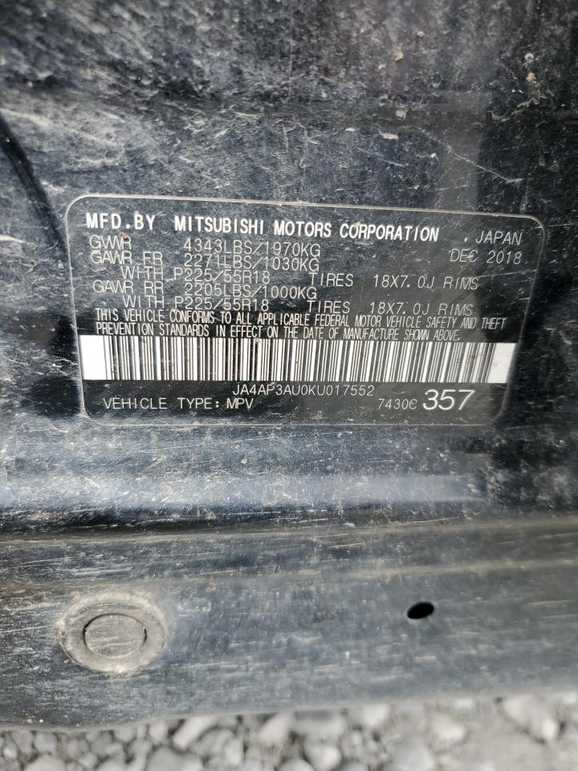 MFD.BY MITSUBISHI MOTORS CORPORATION , JAPAN
GVWR 4343LBS/1970KG DEC 2018
GAWR FR 2271LBS/1030KG
WITH P225/55R18 TIRES 18X7.0J RIMS
GAWR RR 2205LBS/1000KG
WITH P225/55R18 TIRES 18X7.0J RIMS
THIS VEHICLE CONFORMS TO ALL APPLICABLE FEDERAL MOTOR VEHICLE SAFETY AND THEFT
PREVENTION STANDARDS IN EFFECT ON THE DATE OF MANUFACTURE SHOWN ABOVE.
JA4AP3AU0KU017552
VEHICLE TYPE: MPV 7430C 357